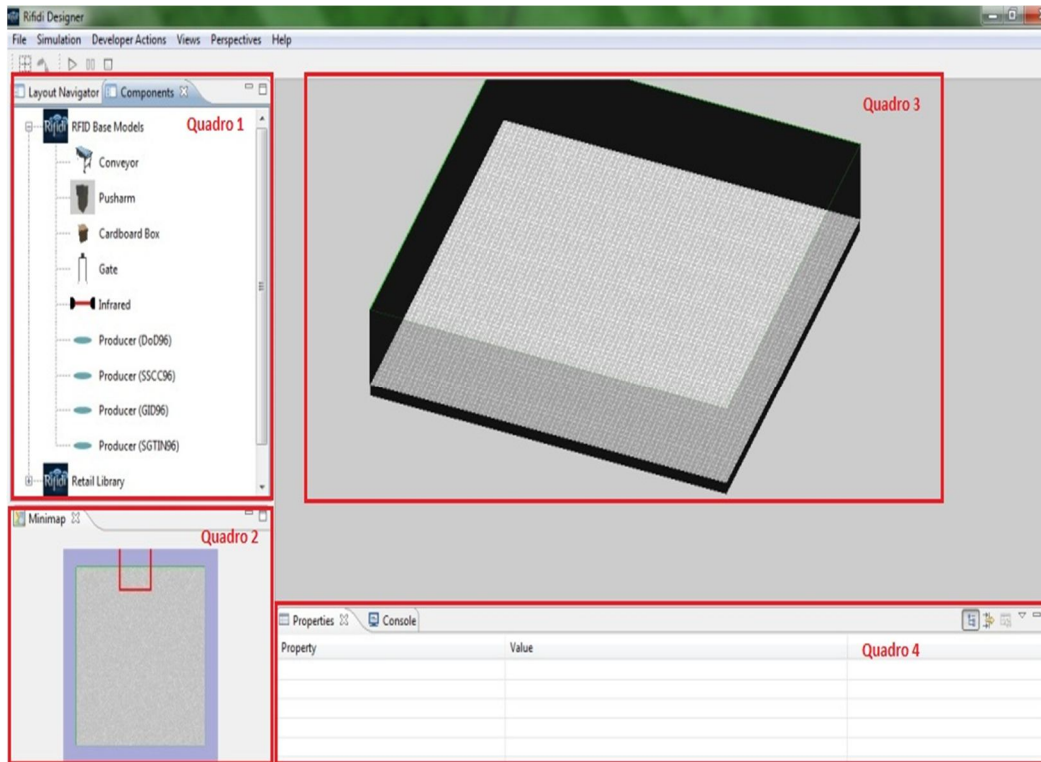 Rifidi Designer
File Simulation Developer Actions Views Perspectives Help
Layout Navigator Components
Quadro 1
Rifidi RFID Base Models
Conveyor
Pusharm
Cardboard Box
Gate
Infrared
Producer (DoD96)
Producer (SSCC96)
Producer (GID96)
Producer (SGTIN96)
Rifidi Retail Library
Quadro 3
Minimap
Quadro 2
Properties Console
Property Value
Quadro 4